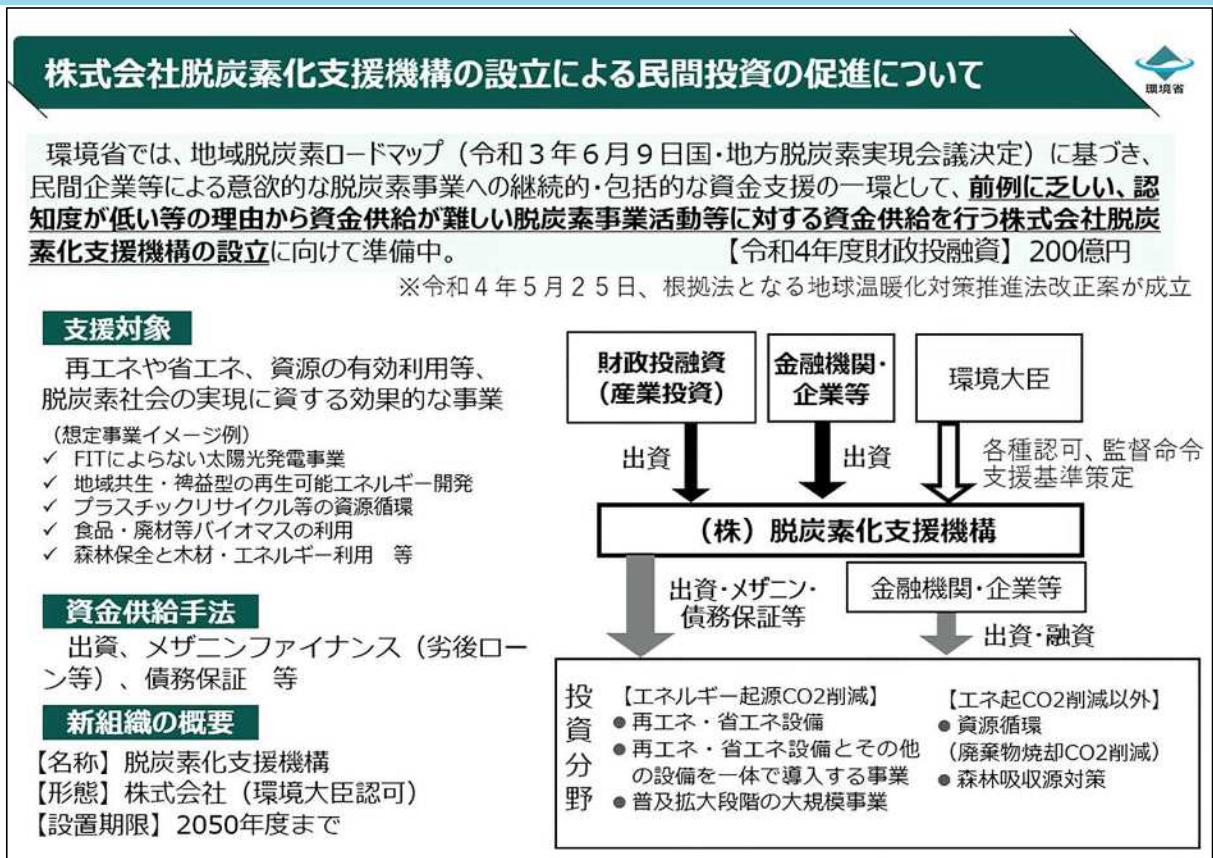 株式会社脱炭素化支援機構の設立による民間投資の促進について
環境省
環境省では、地域脱炭素ロードマップ（令和３年６月９日国・地方脱炭素実現会議決定）に基づき、
民間企業等による意欲的な脱炭素事業への継続的・包括的な資金支援の一環として、前例に乏しい、認
知度が低い等の理由から資金供給が難しい脱炭素事業活動等に対する資金供給を行う株式会社脱炭
素化支援機構の設立に向けて準備中。 【令和4年度財政投融資】200億円
※令和４年５月２５日、根拠法となる地球温暖化対策推進法改正案が成立
支援対象
再エネや省エネ、資源の有効利用等、
脱炭素社会の実現に資する効果的な事業
（想定事業イメージ例）
✓ FITによらない太陽光発電事業
✓ 地域共生・裨益型の再生可能エネルギー開発
✓ プラスチックリサイクル等の資源循環
✓ 食品・廃材等バイオマスの利用
✓ 森林保全と木材・エネルギー利用 等
資金供給手法
出資、メザニンファイナンス（劣後ロー
ン等）、債務保証 等
新組織の概要
【名称】脱炭素化支援機構
【形態】株式会社（環境大臣認可）
【設置期限】2050年度まで
財政投融資
（産業投資）
金融機関・
企業等
環境大臣
出資
出資
各種認可、監督命令
支援基準策定
（株）脱炭素化支援機構
出資・メザニン・
債務保証等
金融機関・企業等
出資・融資
投資分野
【エネルギー起源CO2削減】
●再エネ・省エネ設備
●再エネ・省エネ設備とその他
の設備を一体で導入する事業
●普及拡大段階の大規模事業
【エネ起CO2削減以外】
●資源循環
（廃棄物焼却CO2削減）
●森林吸収源対策